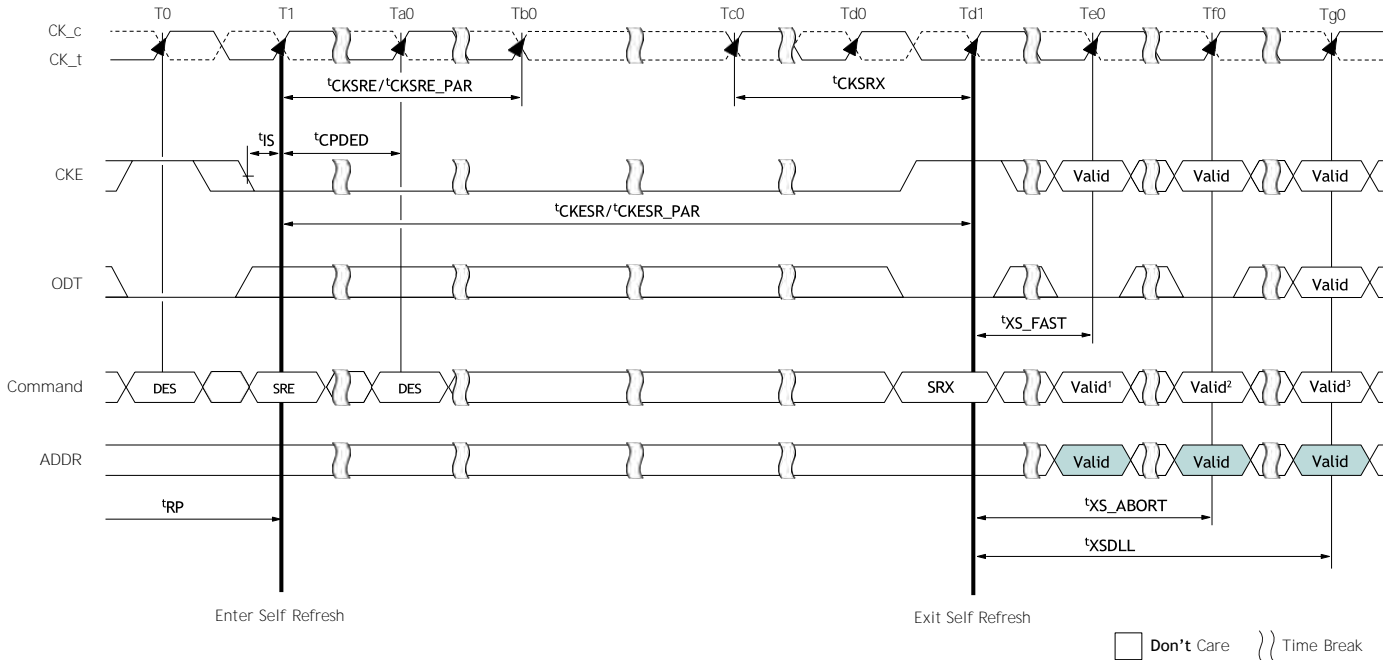 T0 T1 Ta0 Tb0 Tc0 Td0 Td1 Te0 Tf0 Tg0
CK_c
CK_t
tCKSRE/tCKSRE_PAR tCKSRX
tIS tCPDED
CKE Valid Valid Valid
tCKESR/tCKESR_PAR
ODT Valid
tXS_FAST
Command DES SRE DES SRX Valid1 Valid2 Valid3
ADDR Valid Valid Valid
tRP tXS_ABORT
tXSDLL
Enter Self Refresh Exit Self Refresh
Don't Care Time Break